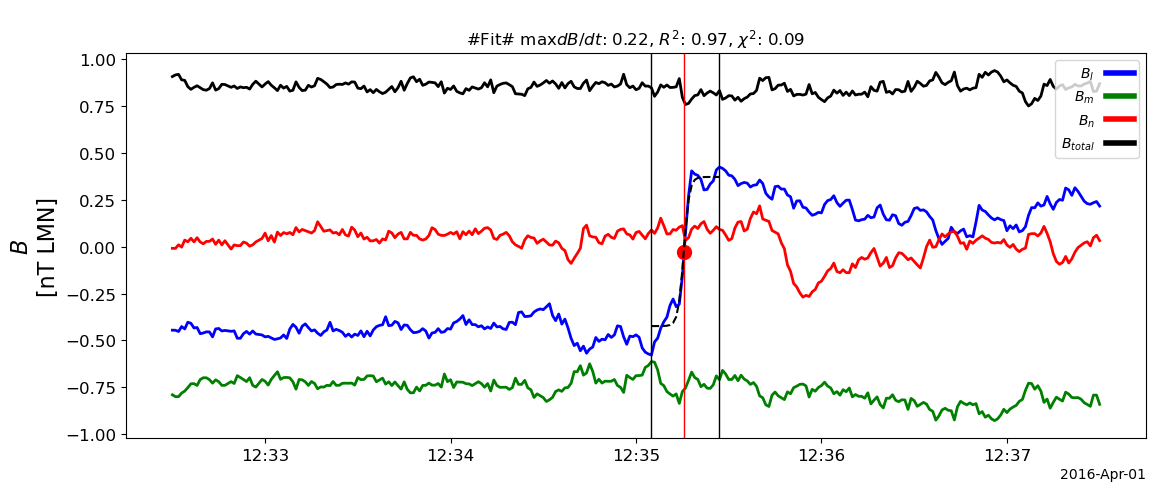 #Fit# maxdB/dt: 0.22, R²: 0.97, χ²: 0.09
1.00
0.75
0.50
0.25
0.00
−0.25
−0.50
−0.75
−1.00
B
[nT LMN]
B_l
B_m
B_n
B_total
12:33 12:34 12:35 12:36 12:37
2016-Apr-01